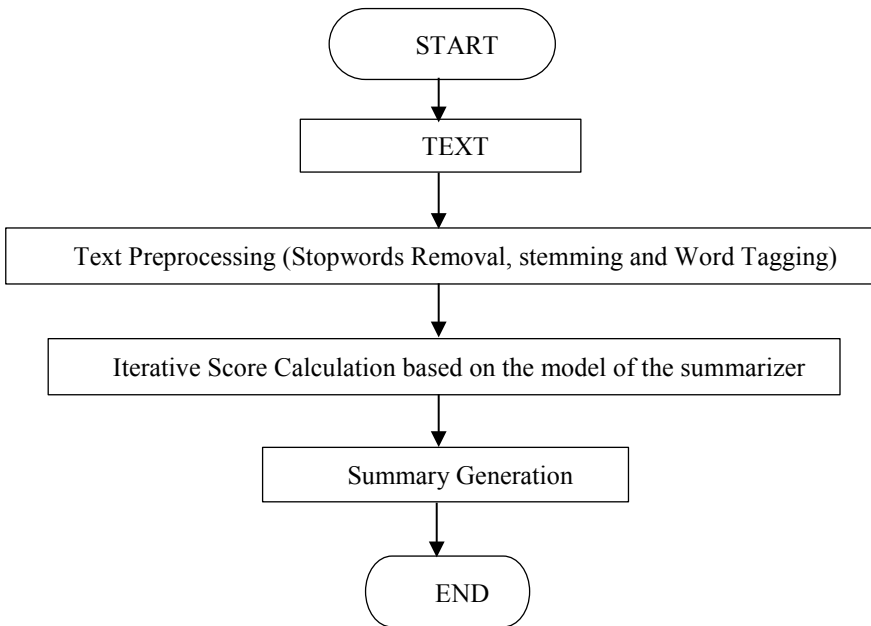 START
TEXT
Text Preprocessing (Stopwords Removal, stemming and Word Tagging)
Iterative Score Calculation based on the model of the summarizer
Summary Generation
END